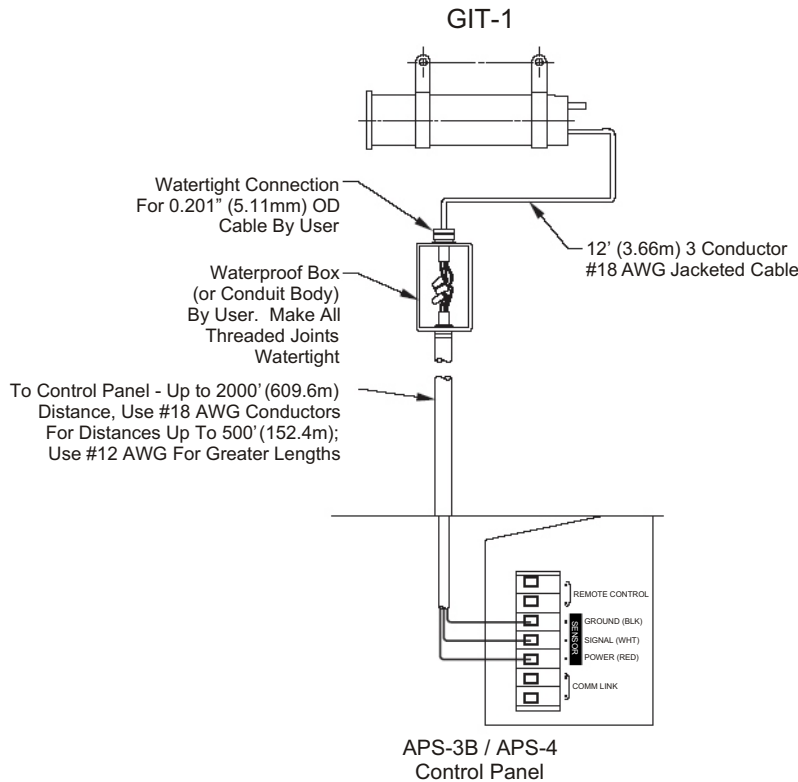 GIT-1
Watertight Connection
For 0.201" (5.11mm) OD
Cable By User
12' (3.66m) 3 Conductor
#18 AWG Jacketed Cable
Waterproof Box
(or Conduit Body)
By User. Make All
Threaded Joints
Watertight
To Control Panel - Up to 2000' (609.6m)
Distance, Use #18 AWG Conductors
For Distances Up To 500' (152.4m);
Use #12 AWG For Greater Lengths
REMOTE CONTROL
SENSOR
GROUND (BLK)
SIGNAL (WHT)
POWER (RED)
COMM LINK
APS-3B / APS-4
Control Panel